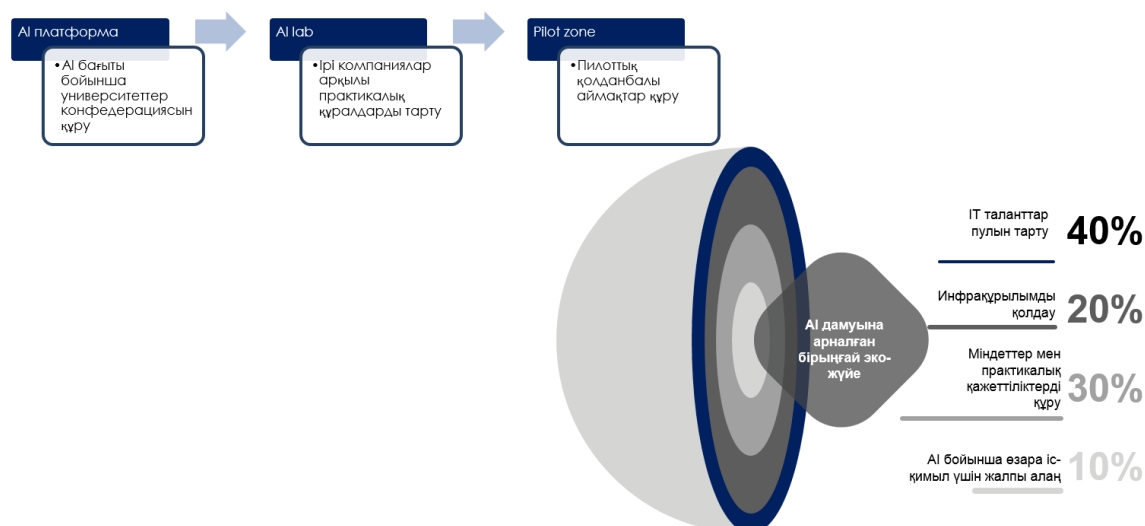 AI платформа
•AI бағыты
бойынша
университеттер
конфедерациясын
құру
AI lab
•Ірі компаниялар
арқылы
практикалық
құралдарды тарту
Pilot zone
•Пилоттық
қолданбалы
аймақтар құру
AI дамуына
арналған
бірыңғай эко-
жүйе
IT таланттар
пулын тарту
40%
Инфрақұрылымды
қолдау
20%
Міндеттер мен
практикалық
қажеттіліктерді
құру
30%
AI бойынша өзара іс-
қимыл үшін жалпы алаң
10%